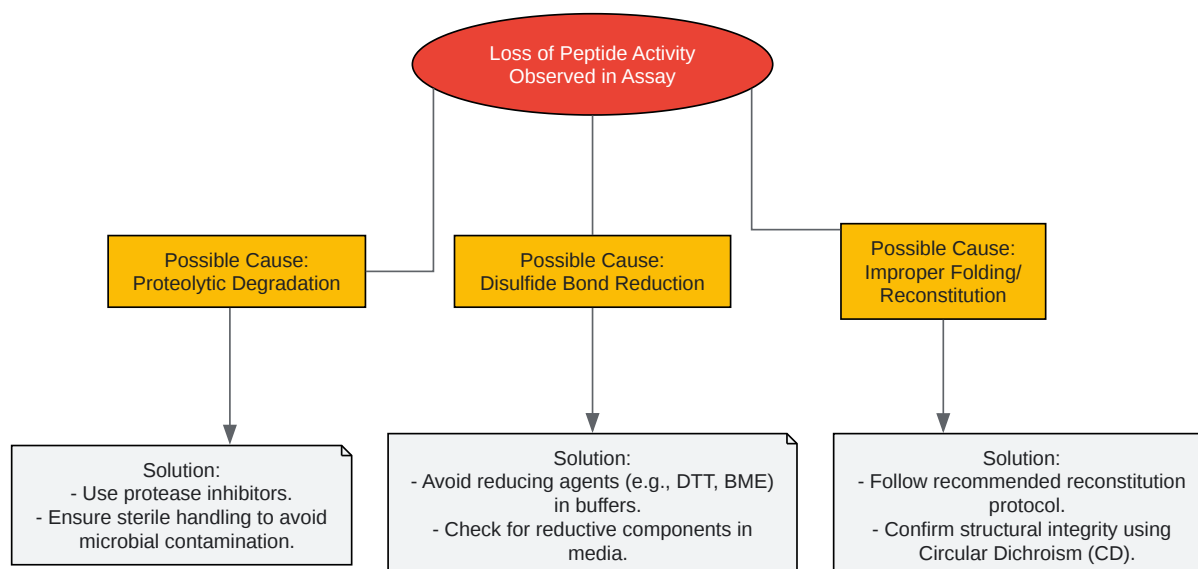 Loss of Peptide Activity
Observed in Assay
Possible Cause:
Proteolytic Degradation
Possible Cause:
Disulfide Bond Reduction
Possible Cause:
Improper Folding/
Reconstitution
Solution:
- Use protease inhibitors.
- Ensure sterile handling to avoid
microbial contamination.
Solution:
- Avoid reducing agents (e.g., DTT, BME)
in buffers.
- Check for reductive components in
media.
Solution:
- Follow recommended reconstitution
protocol.
- Confirm structural integrity using
Circular Dichroism (CD).